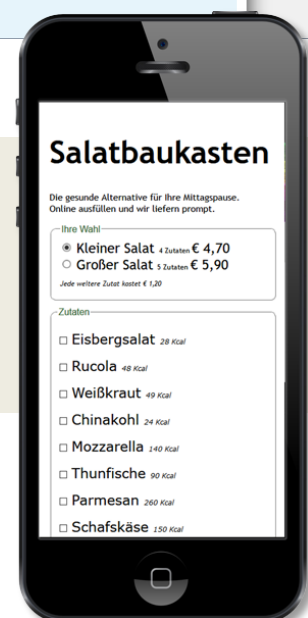 Salatbaukasten
Die gesunde Alternative für Ihre Mittagspause.
Online ausfüllen und wir liefern prompt.
Ihre Wahl
Kleiner Salat 4 Zutaten € 4,70
Großer Salat 5 Zutaten € 5,90
Jede weitere Zutat kostet € 1,20
Zutaten
Eisbergsalat 28 Kcal
Rucola 48 Kcal
Weißkraut 49 Kcal
Chinakohl 24 Kcal
Mozzarella 140 Kcal
Thunfische 90 Kcal
Parmesan 260 Kcal
Schafskäse 150 Kcal